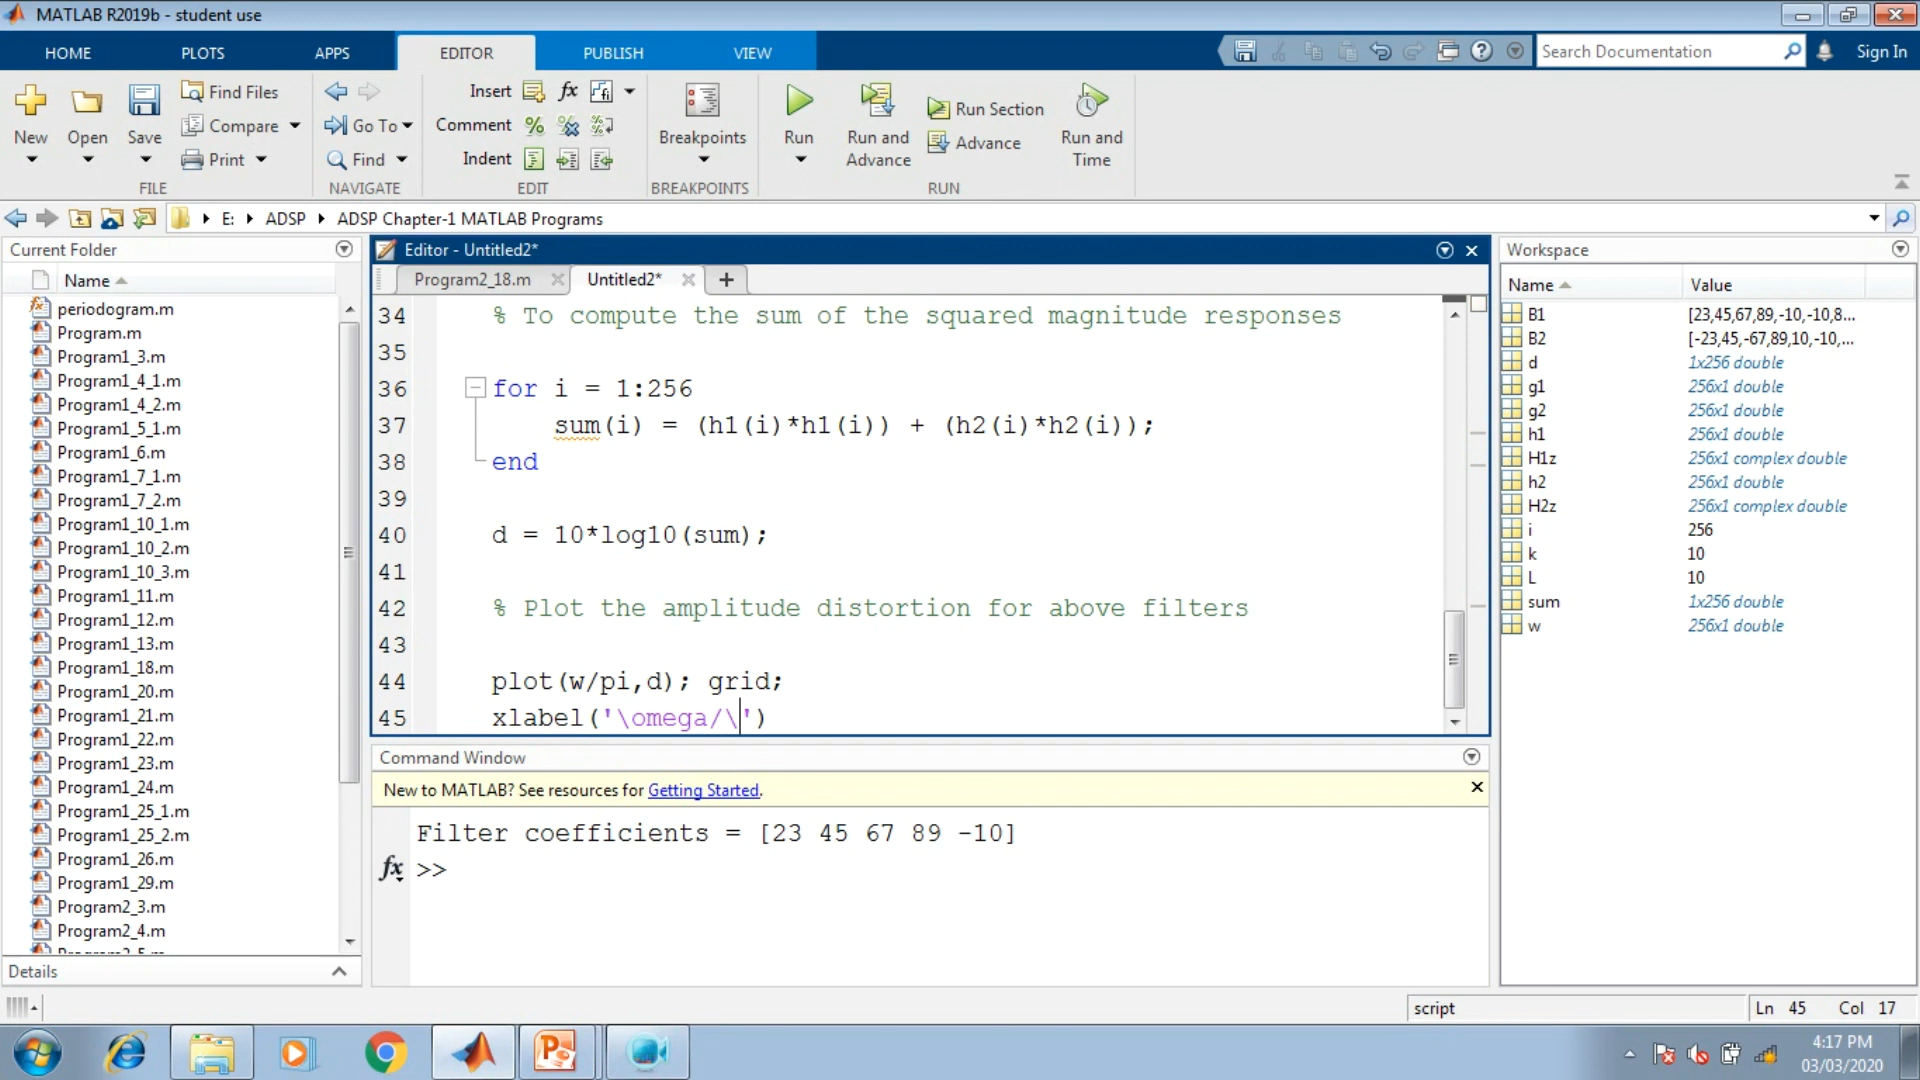 MATLAB R2019b - student use
HOME PLOTS APPS EDITOR PUBLISH VIEW Search Documentation Sign In
New Open Save Find Files Compare Print FILE
Go To Find NAVIGATE
Insert fx Comment Indent EDIT
Breakpoints BREAKPOINTS
Run Run and Advance Run Section Advance Run and Time RUN
E: ADSP ADSP Chapter-1 MATLAB Programs
Current Folder
Name
periodogram.m
Program.m
Program1_3.m
Program1_4_1.m
Program1_4_2.m
Program1_5_1.m
Program1_6.m
Program1_7_1.m
Program1_7_2.m
Program1_10_1.m
Program1_10_2.m
Program1_10_3.m
Program1_11.m
Program1_12.m
Program1_13.m
Program1_18.m
Program1_20.m
Program1_21.m
Program1_22.m
Program1_23.m
Program1_24.m
Program1_25_1.m
Program1_25_2.m
Program1_26.m
Program1_29.m
Program2_3.m
Program2_4.m
Details
Editor - Untitled2*
Program2_18.m Untitled2* +
34 % To compute the sum of the squared magnitude responses
35
36 for i = 1:256
37 sum(i) = (h1(i)*h1(i)) + (h2(i)*h2(i));
38 end
39
40 d = 10*log10(sum);
41
42 % Plot the amplitude distortion for above filters
43
44 plot(w/pi,d); grid;
45 xlabel('\omega/\')
Command Window
New to MATLAB? See resources for Getting Started.
Filter coefficients = [23 45 67 89 -10]
fx >>
Workspace
Name Value
B1 [23,45,67,89,-10,-10,8...
B2 [-23,45,-67,89,10,-10,...
d 1x256 double
g1 256x1 double
g2 256x1 double
h1 256x1 double
H1z 256x1 complex double
h2 256x1 double
H2z 256x1 complex double
i 256
k 10
L 10
sum 1x256 double
w 256x1 double
script Ln 45 Col 17
4:17 PM
03/03/2020